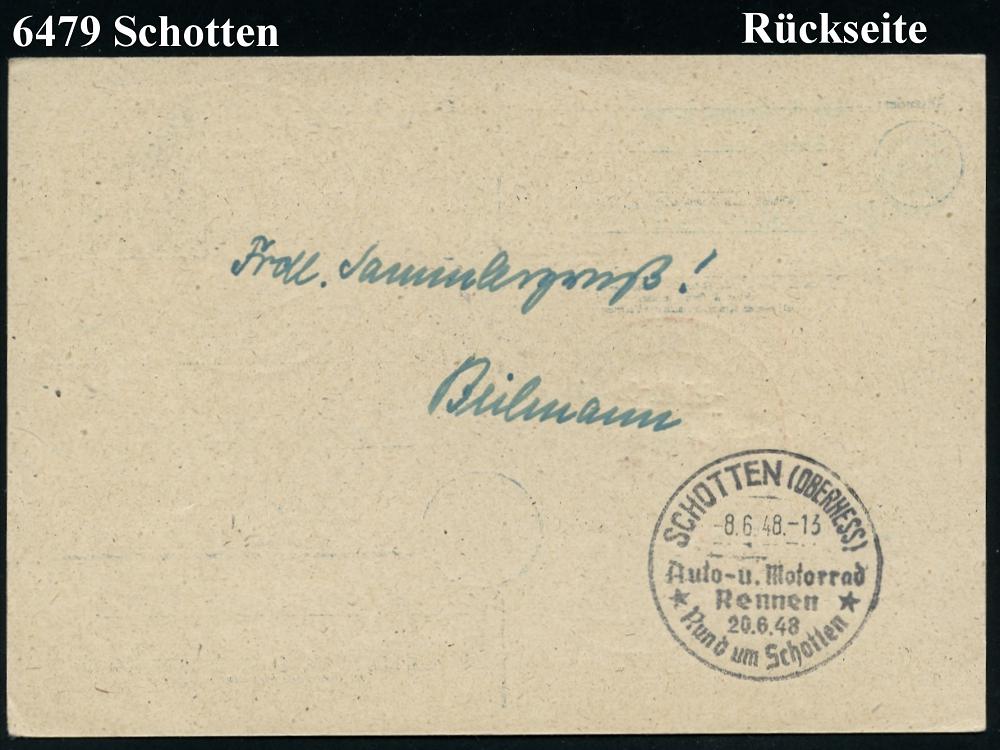 6479 Schotten
Rückseite
Frdl. Sammlergruß!
Beilmann
SCHOTTEN (OBERHESS)
-8.6.48.-13
Auto-u. Motorrad
Rennen
20.6.48
Rund um Schotten